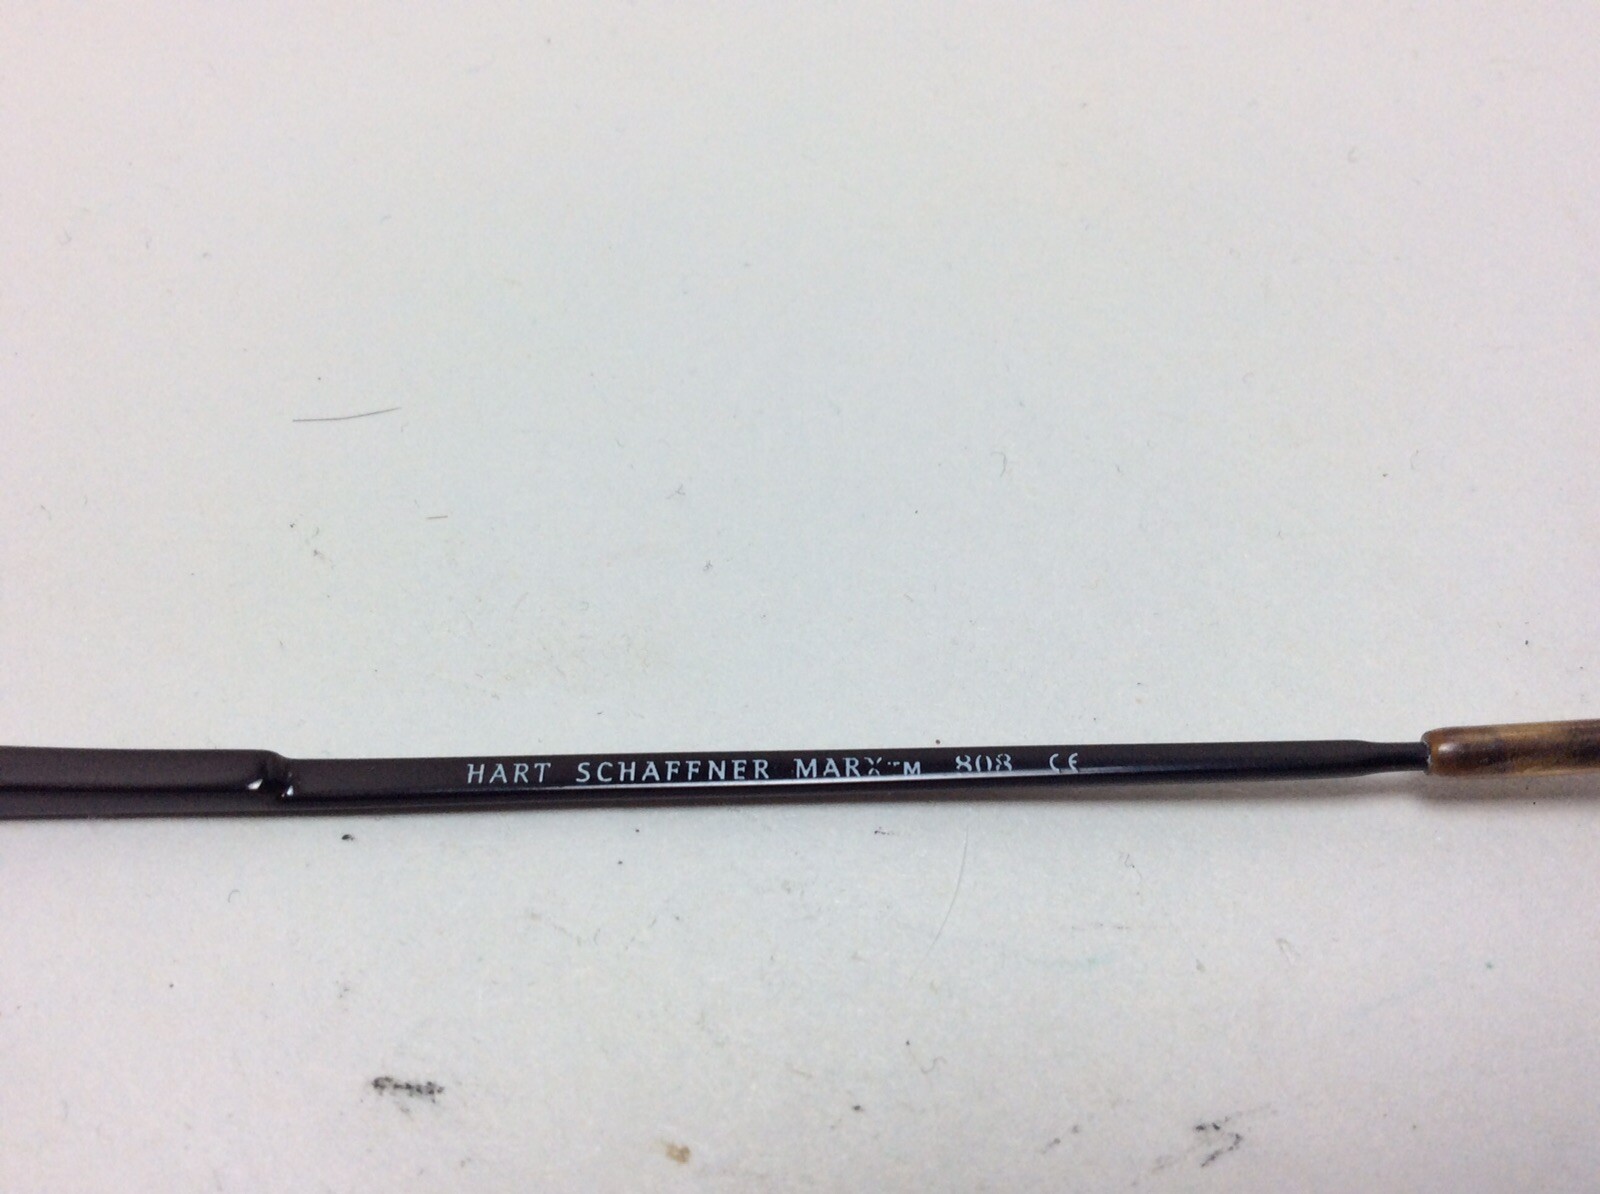 HART SCHAFFNER MARX™ 808 CE